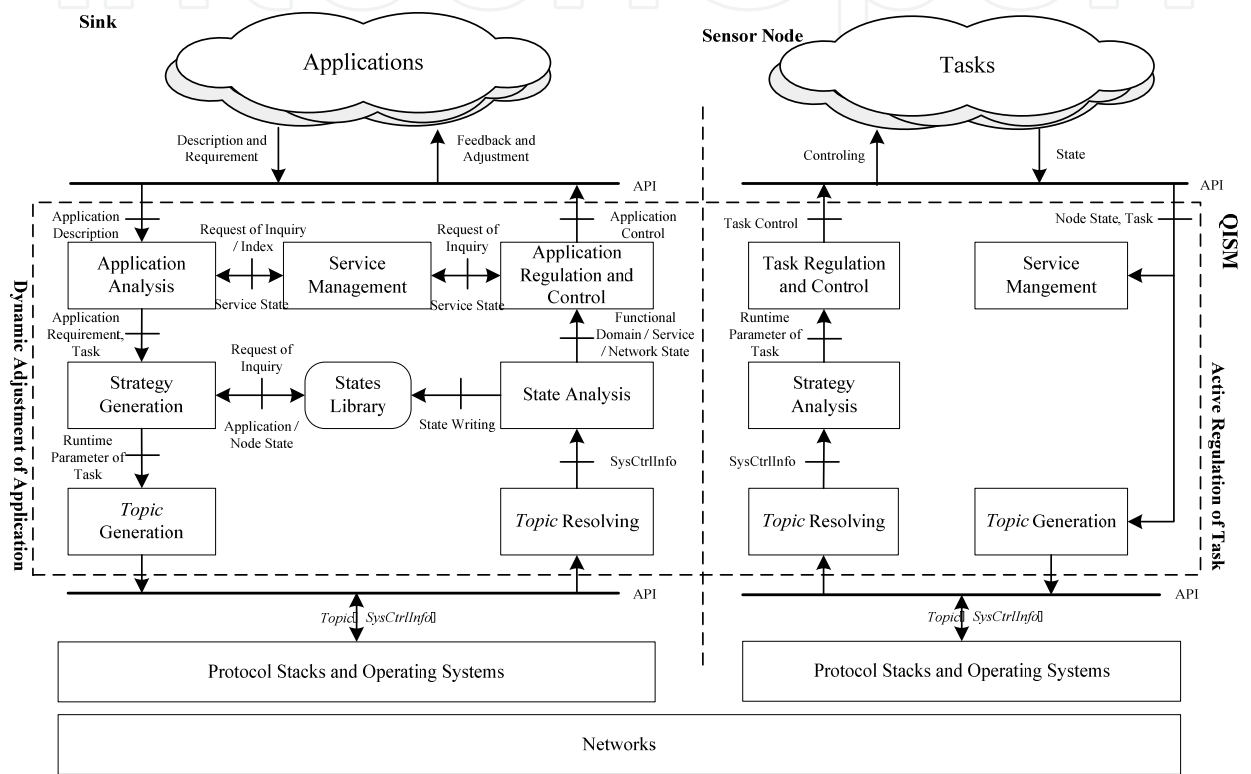 Sink
Sensor Node
Applications
Tasks
Description and
Requirement
Feedback and
Adjustment
Controling
State
API
API
Application
Description
Request of Inquiry
/ Index
Request of
Inquiry
Application
Control
Task Control
Node State, Task
QISM
Application
Analysis
Service
Management
Application
Regulation and
Control
Task Regulation
and Control
Service
Mangement
Service State
Service State
Dynamic Adjustment of Application
Application
Requirement,
Task
Request of
Inquiry
Functional
Domain / Service
/ Network State
Runtime
Parameter of
Task
Active Regulation of Task
Strategy
Generation
States
Library
State Analysis
Strategy
Analysis
Application /
Node State
State Writing
Runtime
Parameter of
Task
SysCtrlInfo
SysCtrlInfo
Topic
Generation
Topic Resolving
Topic Resolving
Topic Generation
API
API
Topic SysCtrlInfo
Topic SysCtrlInfo
Protocol Stacks and Operating Systems
Protocol Stacks and Operating Systems
Networks